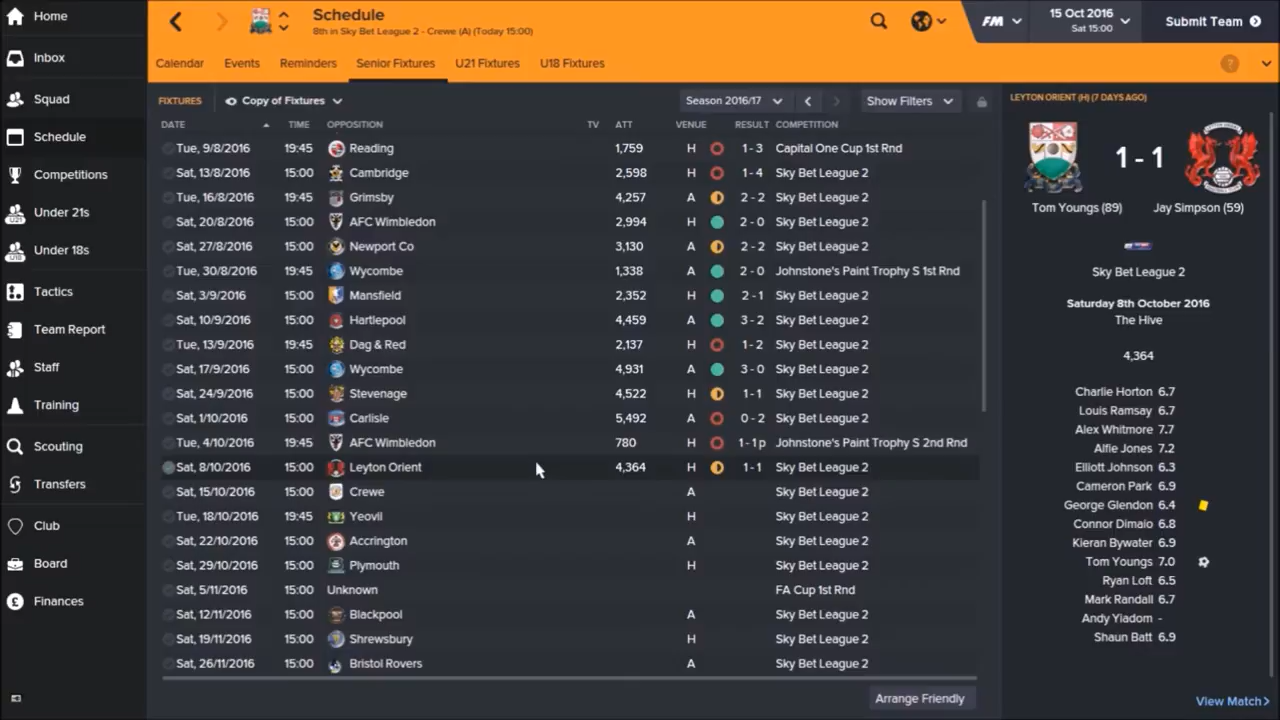 Home
Inbox
Squad
Schedule
Competitions
Under 21s
Under 18s
Tactics
Team Report
Staff
Training
Scouting
Transfers
Club
Board
Finances
Schedule
8th in Sky Bet League 2 - Crewe (A) (Today 15:00)
FM
15 Oct 2016
Sat 15:00
Submit Team
Calendar Events Reminders Senior Fixtures U21 Fixtures U18 Fixtures
?
FIXTURES Copy of Fixtures Season 2016/17 Show Filters
DATE TIME OPPOSITION TV ATT VENUE RESULT COMPETITION
Tue, 9/8/2016 19:45 Reading 1,759 H 1 - 3 Capital One Cup 1st Rnd
Sat, 13/8/2016 15:00 Cambridge 2,598 H 1 - 4 Sky Bet League 2
Tue, 16/8/2016 19:45 Grimsby 4,257 A 2 - 2 Sky Bet League 2
Sat, 20/8/2016 15:00 AFC Wimbledon 2,994 H 2 - 0 Sky Bet League 2
Sat, 27/8/2016 15:00 Newport Co 3,130 A 2 - 2 Sky Bet League 2
Tue, 30/8/2016 19:45 Wycombe 1,338 A 2 - 0 Johnstone's Paint Trophy S 1st Rnd
Sat, 3/9/2016 15:00 Mansfield 2,352 H 2 - 1 Sky Bet League 2
Sat, 10/9/2016 15:00 Hartlepool 4,459 A 3 - 2 Sky Bet League 2
Tue, 13/9/2016 19:45 Dag & Red 2,137 H 1 - 2 Sky Bet League 2
Sat, 17/9/2016 15:00 Wycombe 4,931 A 3 - 0 Sky Bet League 2
Sat, 24/9/2016 15:00 Stevenage 4,522 H 1 - 1 Sky Bet League 2
Sat, 1/10/2016 15:00 Carlisle 5,492 A 0 - 2 Sky Bet League 2
Tue, 4/10/2016 19:45 AFC Wimbledon 780 H 1 - 1 p Johnstone's Paint Trophy S 2nd Rnd
Sat, 8/10/2016 15:00 Leyton Orient 4,364 H 1 - 1 Sky Bet League 2
Sat, 15/10/2016 15:00 Crewe A Sky Bet League 2
Tue, 18/10/2016 19:45 Yeovil H Sky Bet League 2
Sat, 22/10/2016 15:00 Accrington A Sky Bet League 2
Sat, 29/10/2016 15:00 Plymouth H Sky Bet League 2
Sat, 5/11/2016 15:00 Unknown FA Cup 1st Rnd
Sat, 12/11/2016 15:00 Blackpool A Sky Bet League 2
Sat, 19/11/2016 15:00 Shrewsbury H Sky Bet League 2
Sat, 26/11/2016 15:00 Bristol Rovers A Sky Bet League 2
Arrange Friendly
LEYTON ORIENT (H) (7 DAYS AGO)
1 - 1
Tom Youngs (89) Jay Simpson (59)
Sky Bet League 2
Saturday 8th October 2016
The Hive
4,364
Charlie Horton 6.7
Louis Ramsay 6.7
Alex Whitmore 7.7
Alfie Jones 7.2
Elliott Johnson 6.3
Cameron Park 6.9
George Glendon 6.4
Connor Dimaio 6.8
Kieran Bywater 6.9
Tom Youngs 7.0
Ryan Loft 6.5
Mark Randall 6.7
Andy Yiadom -
Shaun Batt 6.9
View Match>